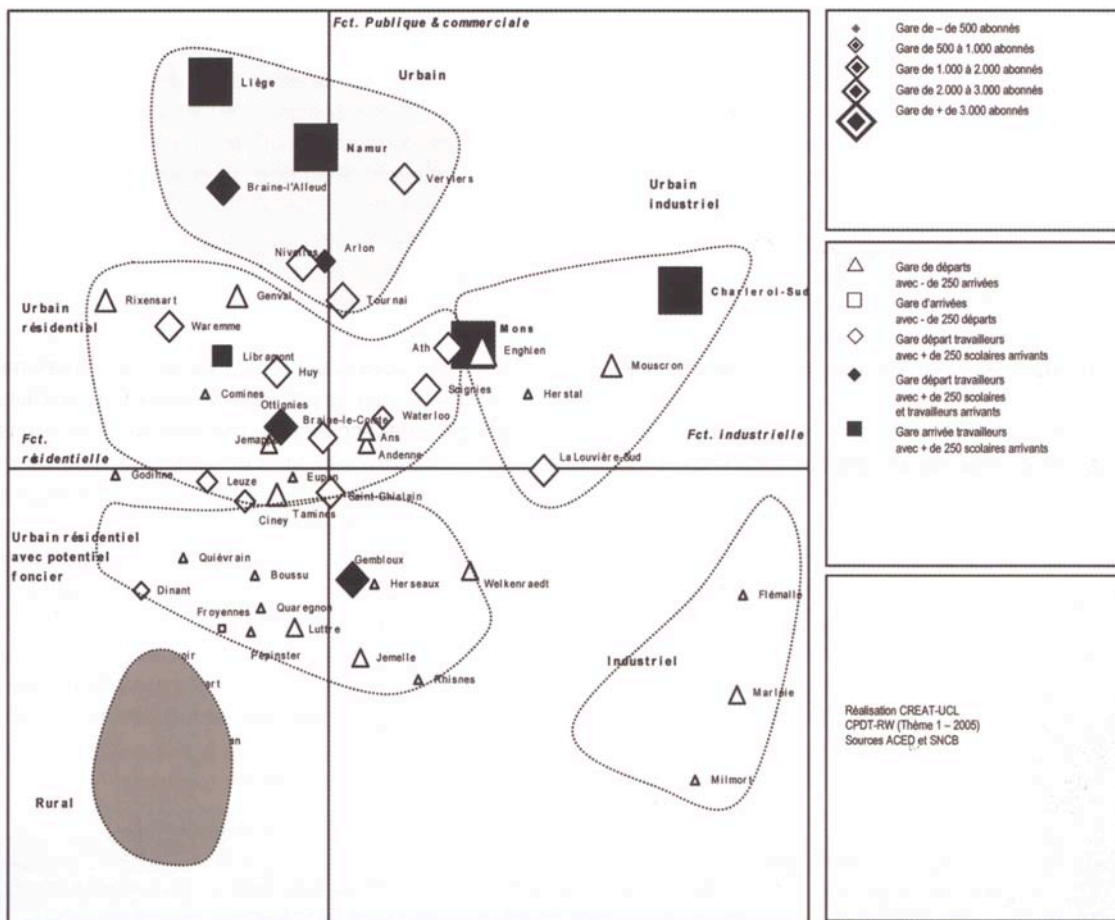 Fct. Publique & commerciale
Liège
Urbain
Namur
Braine-l'Alleud
Verviers
Urbain
industriel
Nivelles
Arlon
Charleroi-Sud
Rixensart
Genval
Tournai
Urbain
résidentiel
Waremme
Mons
Ath
Enghien
Libramont
Mouscron
Huy
Soignies
Comines
Herstal
Ottignies
Waterloo
Braine-le-Comte
Ans
Fct. industrielle
Fct.
résidentielle
Andenne
La Louvière-Sud
Godinne
Eupen
Leuze
Saint-Ghislain
Tamines
Ciney
Urbain résidentiel
avec potentiel
foncier
Quiévrain
Gembloux
Boussu
Herseaux
Welkenraedt
Dinant
Flémalle
Froyennes
Quaregnon
Luttre
Pépinster
Jemelle
Industriel
Rhisnes
Marloie
Milmort
Rural
Gare de – de 500 abonnés
Gare de 500 à 1.000 abonnés
Gare de 1.000 à 2.000 abonnés
Gare de 2.000 à 3.000 abonnés
Gare de + de 3.000 abonnés
Gare de départs
avec - de 250 arrivées
Gare d'arrivées
avec - de 250 départs
Gare départ travailleurs
avec + de 250 scolaires arrivants
Gare départ travailleurs
avec + de 250 scolaires
et travailleurs arrivants
Gare arrivée travailleurs
avec + de 250 scolaires arrivants
Réalisation CREAT-UCL
CPDT-RW (Thème 1 – 2005)
Sources ACED et SNCB